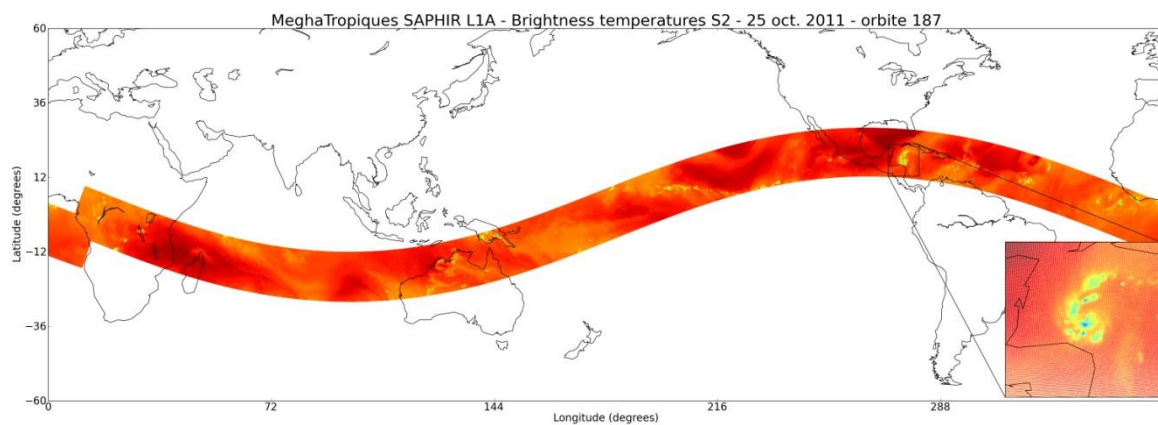 MeghaTropiques SAPHIR L1A - Brightness temperatures S2 - 25 oct. 2011 - orbite 187
60
36
12
−12
−36
−60
Latitude (degrees)
0 72 144 216 288
Longitude (degrees)